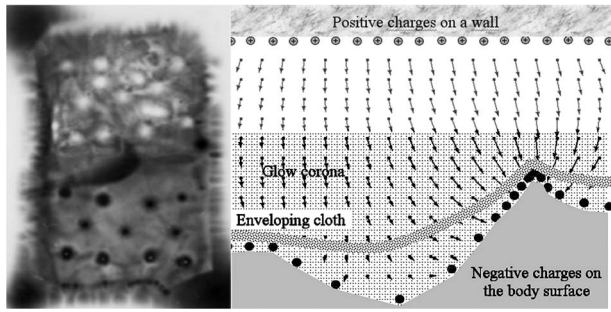 Positive charges on a wall
Glow corona
Enveloping cloth
Negative charges on
the body surface